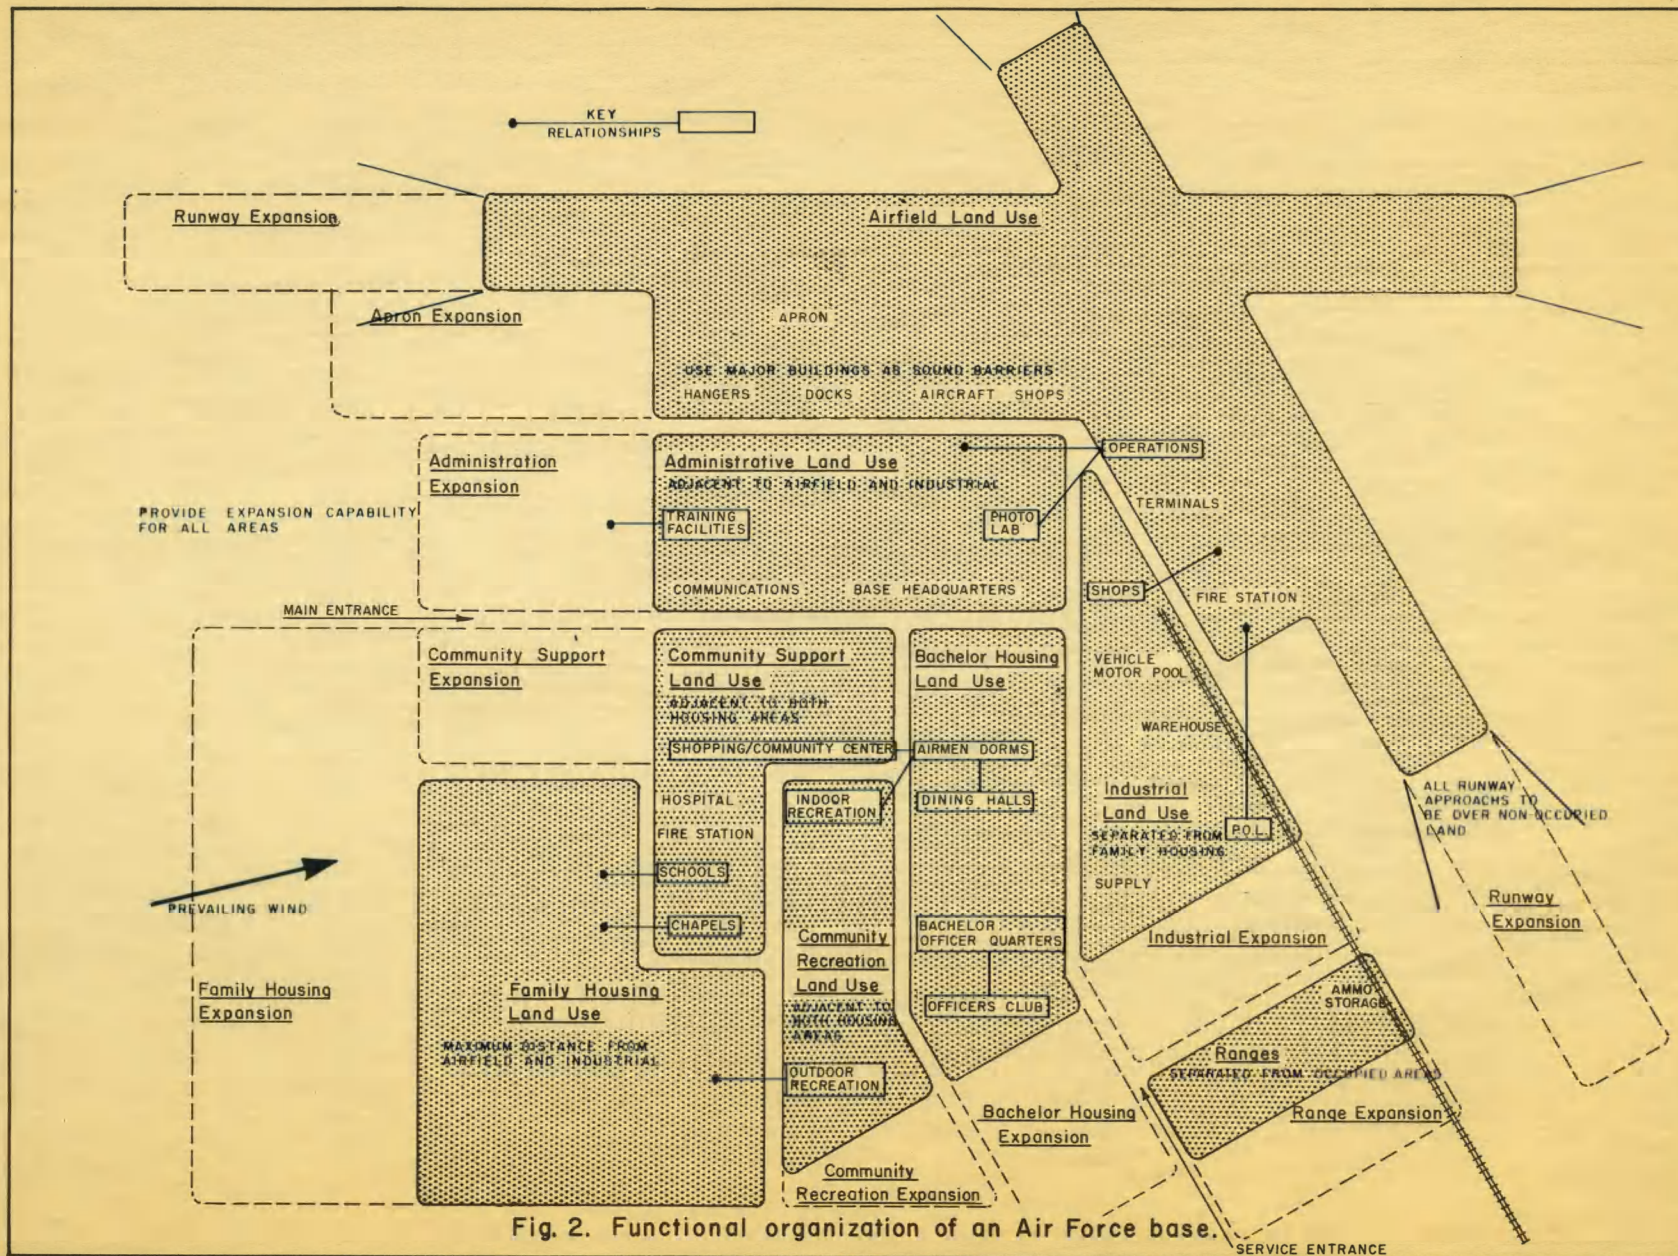 KEY
RELATIONSHIPS
Runway Expansion
Airfield Land Use
Apron Expansion
APRON
USE MAJOR BUILDINGS AS SOUND BARRIERS
HANGERS
DOCKS
AIRCRAFT SHOPS
Administration
Expansion
Administrative Land Use
ADJACENT TO AIRFIELD AND INDUSTRIAL
OPERATIONS
TRAINING
FACILITIES
PHOTO
LAB
TERMINALS
PROVIDE EXPANSION CAPABILITY
FOR ALL AREAS
COMMUNICATIONS
BASE HEADQUARTERS
SHOPS
FIRE STATION
MAIN ENTRANCE
Community Support
Expansion
Community Support
Land Use
ADJACENT TO BOTH
HOUSING AREAS
Bachelor Housing
Land Use
VEHICLE
MOTOR POOL
WAREHOUSE
SHOPPING/COMMUNITY CENTER
AIRMEN DORMS
HOSPITAL
INDOOR
RECREATION
DINING HALLS
Industrial
Land Use
SEPARATED FROM
FAMILY HOUSING
P.O.L.
ALL RUNWAY
APPROACHS TO
BE OVER NON-OCCUPIED
LAND
FIRE STATION
SCHOOLS
SUPPLY
PREVAILING WIND
CHAPELS
BACHELOR
OFFICER QUARTERS
Industrial Expansion
Runway
Expansion
Community
Recreation
Land Use
ADJACENT TO
BOTH HOUSING
AREAS
Family Housing
Expansion
Family Housing
Land Use
MAXIMUM DISTANCE FROM
AIRFIELD AND INDUSTRIAL
OFFICERS CLUB
AMMO
STORAGE
Ranges
SEPARATED FROM OCCUPIED AREAS
OUTDOOR
RECREATION
Bachelor Housing
Expansion
Range Expansion
Community
Recreation Expansion
Fig. 2. Functional organization of an Air Force base.
SERVICE ENTRANCE